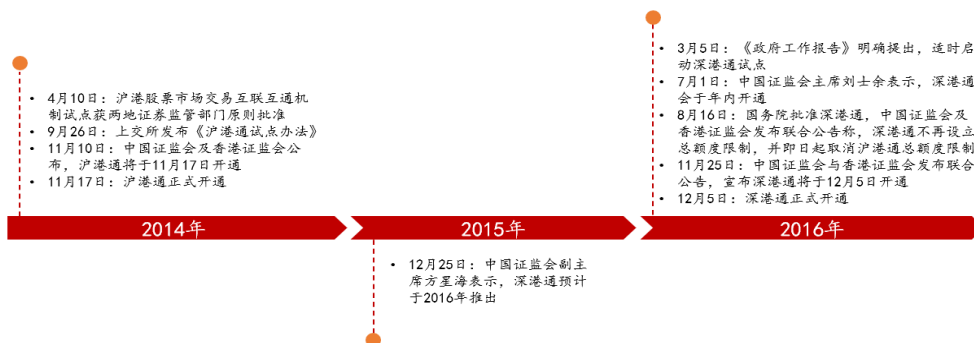 • 4月10日：沪港股票市场交易互联互通机
制试点获两地证券监管部门原则批准
• 9月26日：上交所发布《沪港通试点办法》
• 11月10日：中国证监会及香港证监会公
布，沪港通将于11月17日开通
• 11月17日：沪港通正式开通
• 3月5日：《政府工作报告》明确提出，适时启
动深港通试点
• 7月1日：中国证监会主席刘士余表示，深港通
会于年内开通
• 8月16日：国务院批准深港通，中国证监会及
香港证监会发布联合公告称，深港通不再设立
总额度限制，并即日起取消沪港通总额度限制
• 11月25日：中国证监会与香港证监会发布联合
公告，宣布深港通将于12月5日开通
• 12月5日：深港通正式开通
2014年
2015年
2016年
• 12月25日：中国证监会副主
席方星海表示，深港通预计
于2016年推出